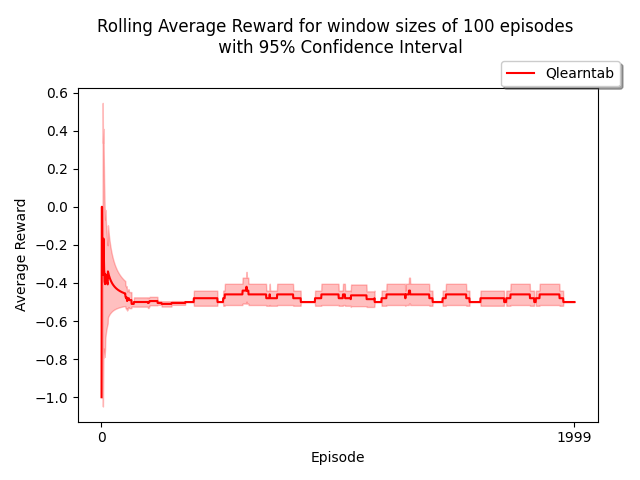 Rolling Average Reward for window sizes of 100 episodes
with 95% Confidence Interval
Qlearntab
0.6
0.4
0.2
0.0
−0.2
−0.4
−0.6
−0.8
−1.0
Average Reward
0 1999
Episode